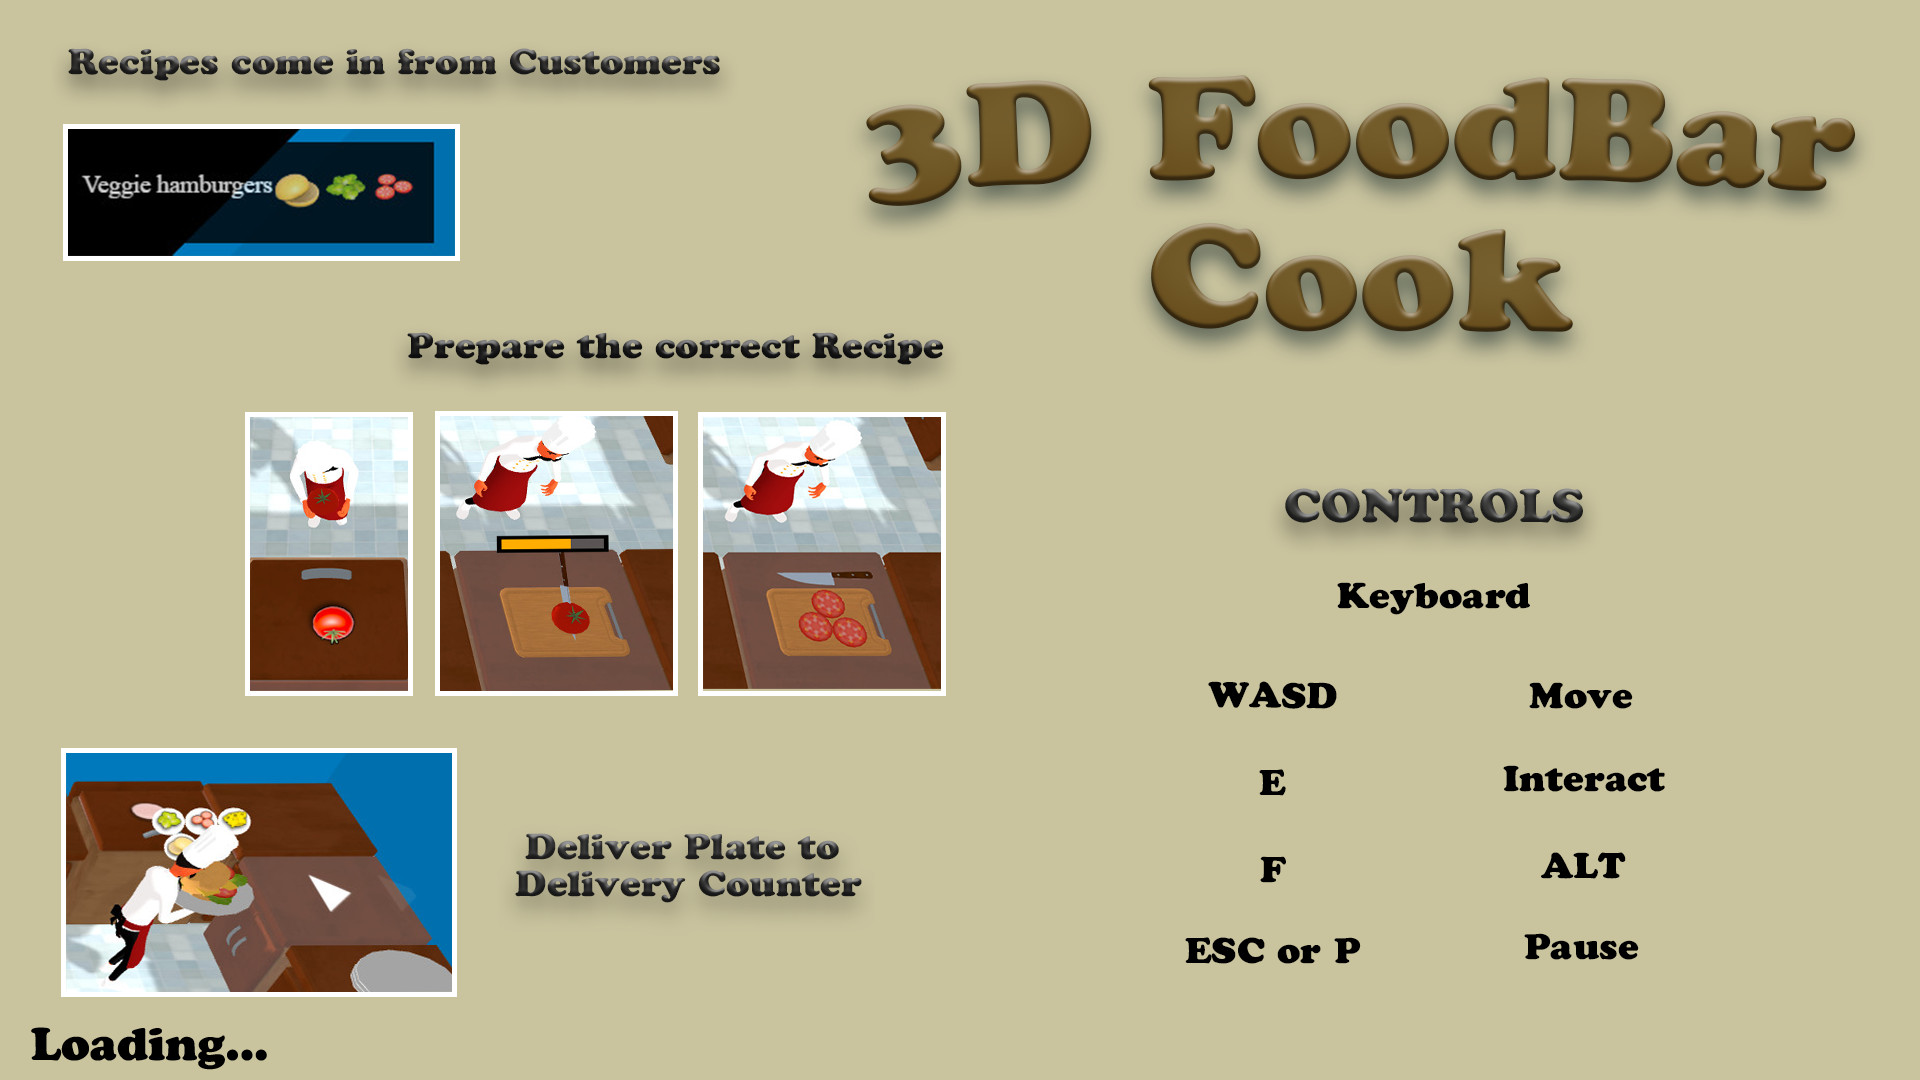 Recipes come in from Customers
3D FoodBar
Cook
Veggie hamburgers
Prepare the correct Recipe
Deliver Plate to
Delivery Counter
CONTROLS
Keyboard
WASD Move
E Interact
F ALT
ESC or P Pause
Loading...